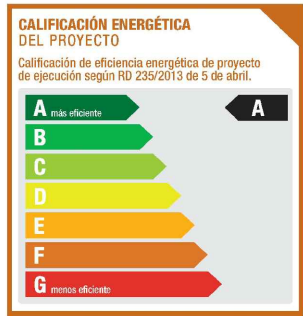 CALIFICACIÓN ENERGÉTICA
DEL PROYECTO
Calificación de eficiencia energética de proyecto
de ejecución según RD 235/2013 de 5 de abril.
A más eficiente
A
B
C
D
E
F
G menos eficiente